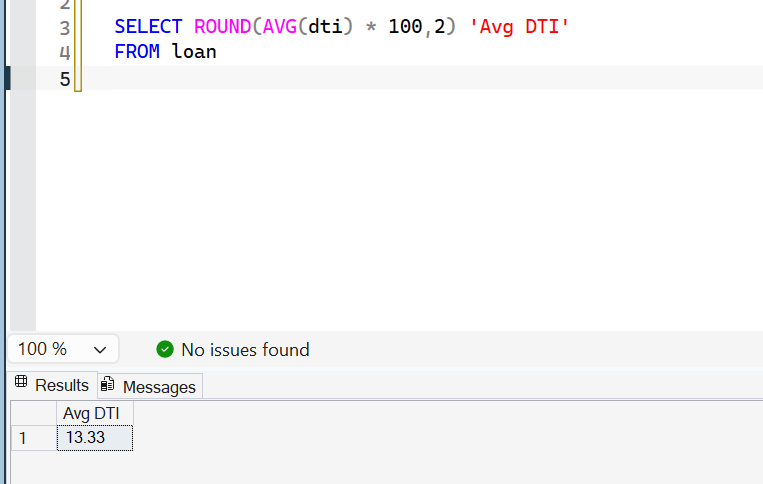 2
3 SELECT ROUND(AVG(dti) * 100,2) 'Avg DTI'
4 FROM loan
5
100 % No issues found
Results Messages
Avg DTI
1 13.33